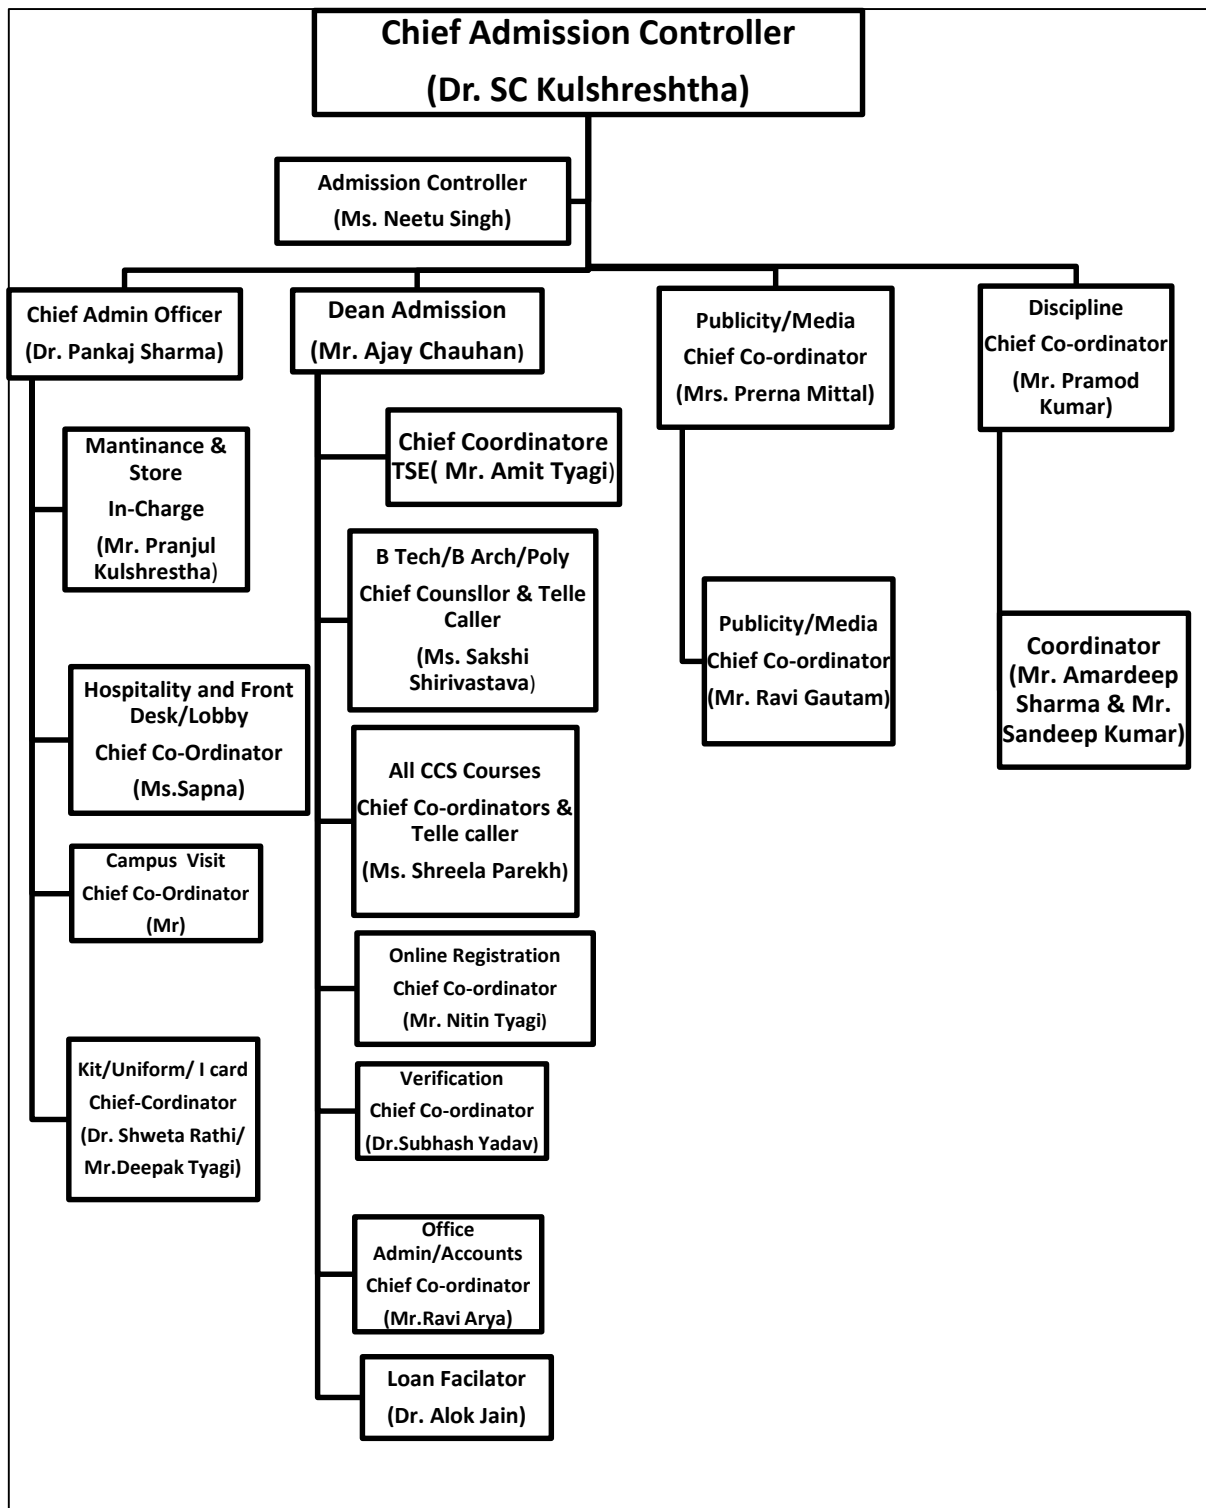 Chief Admission Controller
(Dr. SC Kulshreshtha)
Admission Controller
(Ms. Neetu Singh)
Chief Admin Officer
(Dr. Pankaj Sharma)
Mantinance &
Store
In-Charge
(Mr. Pranjul
Kulshrestha)
Hospitality and Front
Desk/Lobby
Chief Co-Ordinator
(Ms.Sapna)
Campus Visit
Chief Co-Ordinator
(Mr)
Kit/Uniform/ I card
Chief-Cordinator
(Dr. Shweta Rathi/
Mr.Deepak Tyagi)
Dean Admission
(Mr. Ajay Chauhan)
Chief Coordinatore
TSE( Mr. Amit Tyagi)
B Tech/B Arch/Poly
Chief Counsllor & Telle
Caller
(Ms. Sakshi
Shirivastava)
All CCS Courses
Chief Co-ordinators &
Telle caller
(Ms. Shreela Parekh)
Online Registration
Chief Co-ordinator
(Mr. Nitin Tyagi)
Verification
Chief Co-ordinator
(Dr.Subhash Yadav)
Office
Admin/Accounts
Chief Co-ordinator
(Mr.Ravi Arya)
Loan Facilator
(Dr. Alok Jain)
Publicity/Media
Chief Co-ordinator
(Mrs. Prerna Mittal)
Publicity/Media
Chief Co-ordinator
(Mr. Ravi Gautam)
Discipline
Chief Co-ordinator
(Mr. Pramod
Kumar)
Coordinator
(Mr. Amardeep
Sharma & Mr.
Sandeep Kumar)